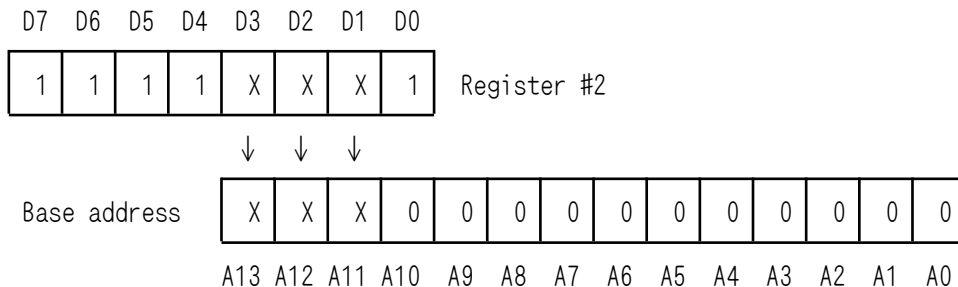 D7 D6 D5 D4 D3 D2 D1 D0
1 1 1 1 X X X 1 Register #2
↓ ↓ ↓
Base address X X X 0 0 0 0 0 0 0 0 0 0 0
A13 A12 A11 A10 A9 A8 A7 A6 A5 A4 A3 A2 A1 A0